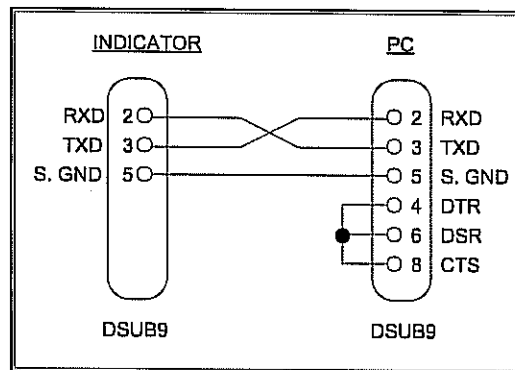 INDICATOR PC
RXD 2 2 RXD
TXD 3 3 TXD
S. GND 5 5 S. GND
4 DTR
6 DSR
8 CTS
DSUB9 DSUB9